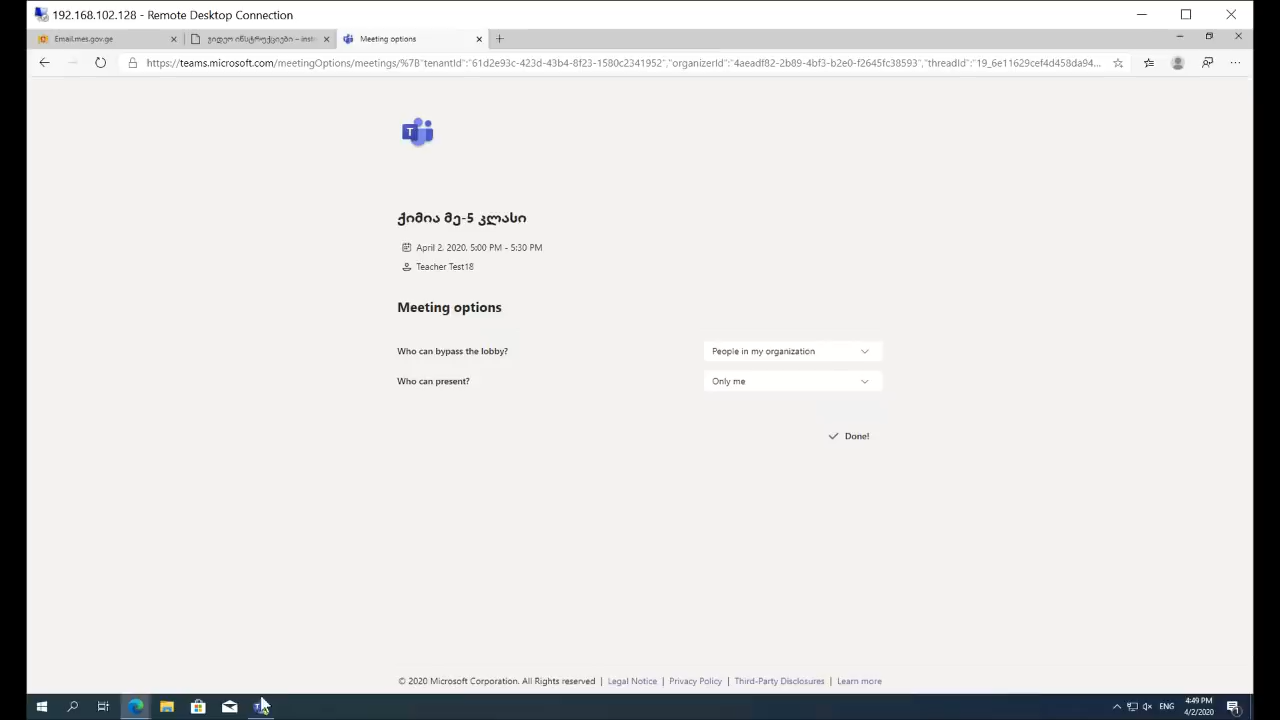 192.168.102.128 - Remote Desktop Connection
Email.mes.gov.ge
ვიდეო ინსტრუქციები – instr
Meeting options
https://teams.microsoft.com/meetingOptions/meetings/%7B"tenantId":"61d2e93c-423d-43b4-8f23-1580c2341952","organizerId":"4aeadf82-2b89-4bf3-b2e0-f2645fc38593","threadId":"19_6e11629cef4d458da94...
ქიმია მე-5 კლასი
April 2, 2020, 5:00 PM - 5:30 PM
Teacher Test18
Meeting options
Who can bypass the lobby?
People in my organization
Who can present?
Only me
Done!
© 2020 Microsoft Corporation. All Rights reserved | Legal Notice | Privacy Policy | Third-Party Disclosures | Learn more
ENG
4:49 PM
4/2/2020